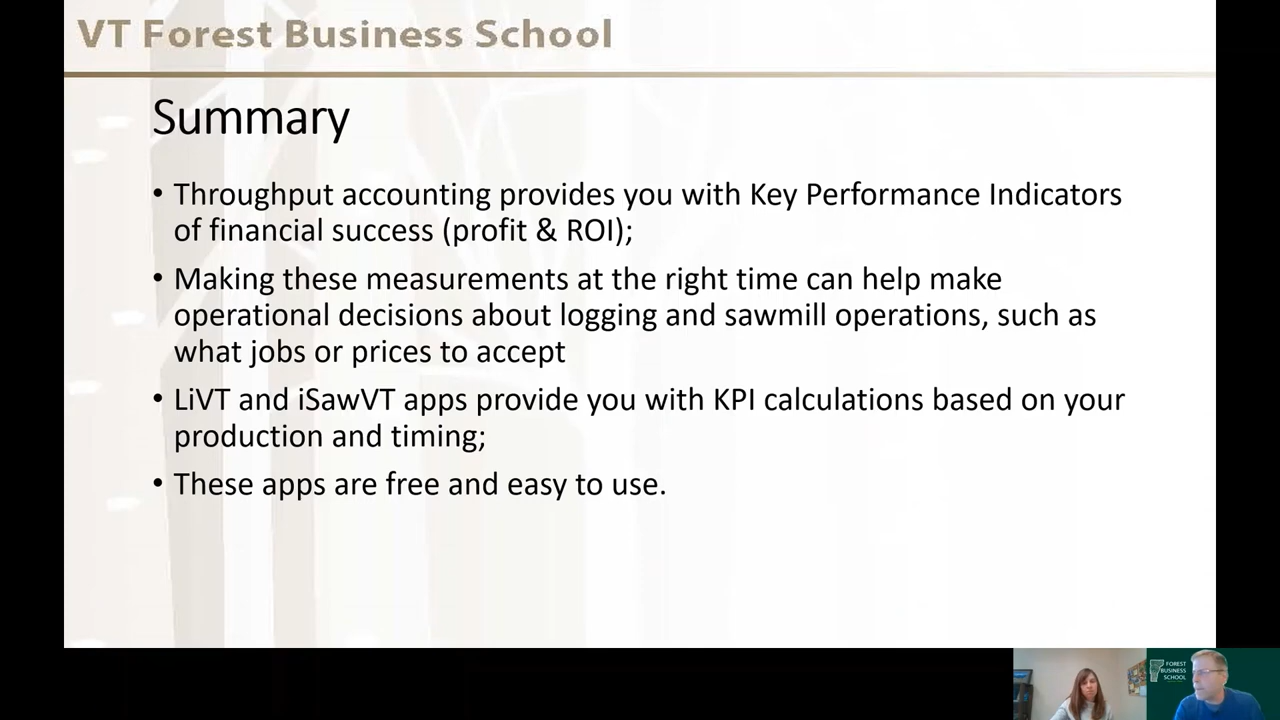 VT Forest Business School
Summary
• Throughput accounting provides you with Key Performance Indicators
of financial success (profit & ROI);
• Making these measurements at the right time can help make
operational decisions about logging and sawmill operations, such as
what jobs or prices to accept
• LiVT and iSawVT apps provide you with KPI calculations based on your
production and timing;
• These apps are free and easy to use.
FOREST
BUSINESS
SCHOOL